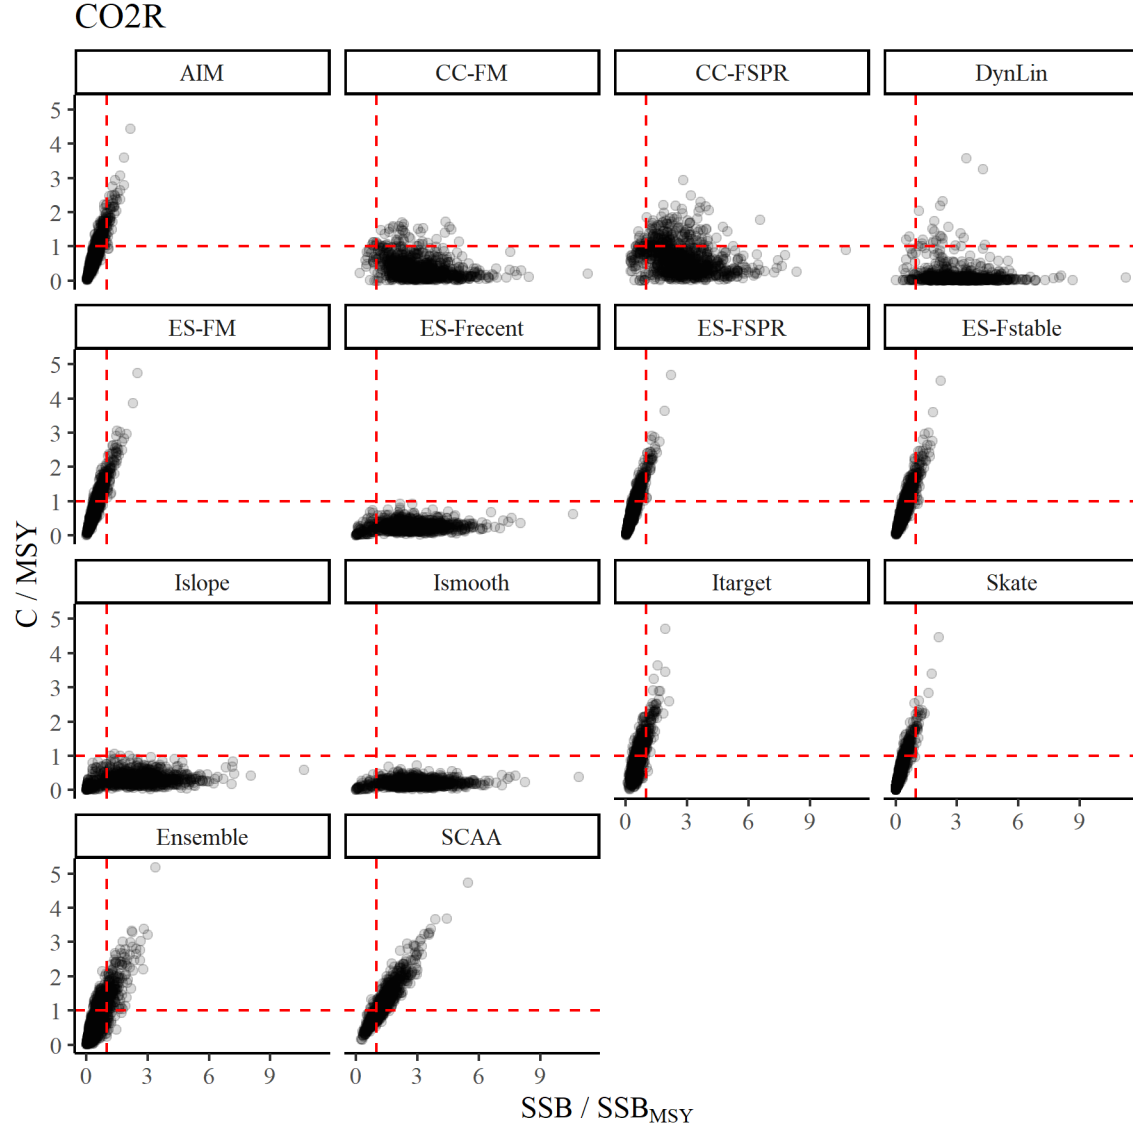 CO2R
AIM CC-FM CC-FSPR DynLin
5
4
3
2
1
0
ES-FM ES-Frecent ES-FSPR ES-Fstable
5
4
3
2
1
0
C / MSY
Islope Ismooth Itarget Skate
5
4
3
2
1
0
0 3 6 9 0 3 6 9
Ensemble SCAA
5
4
3
2
1
0
0 3 6 9 0 3 6 9
SSB / SSBMSY